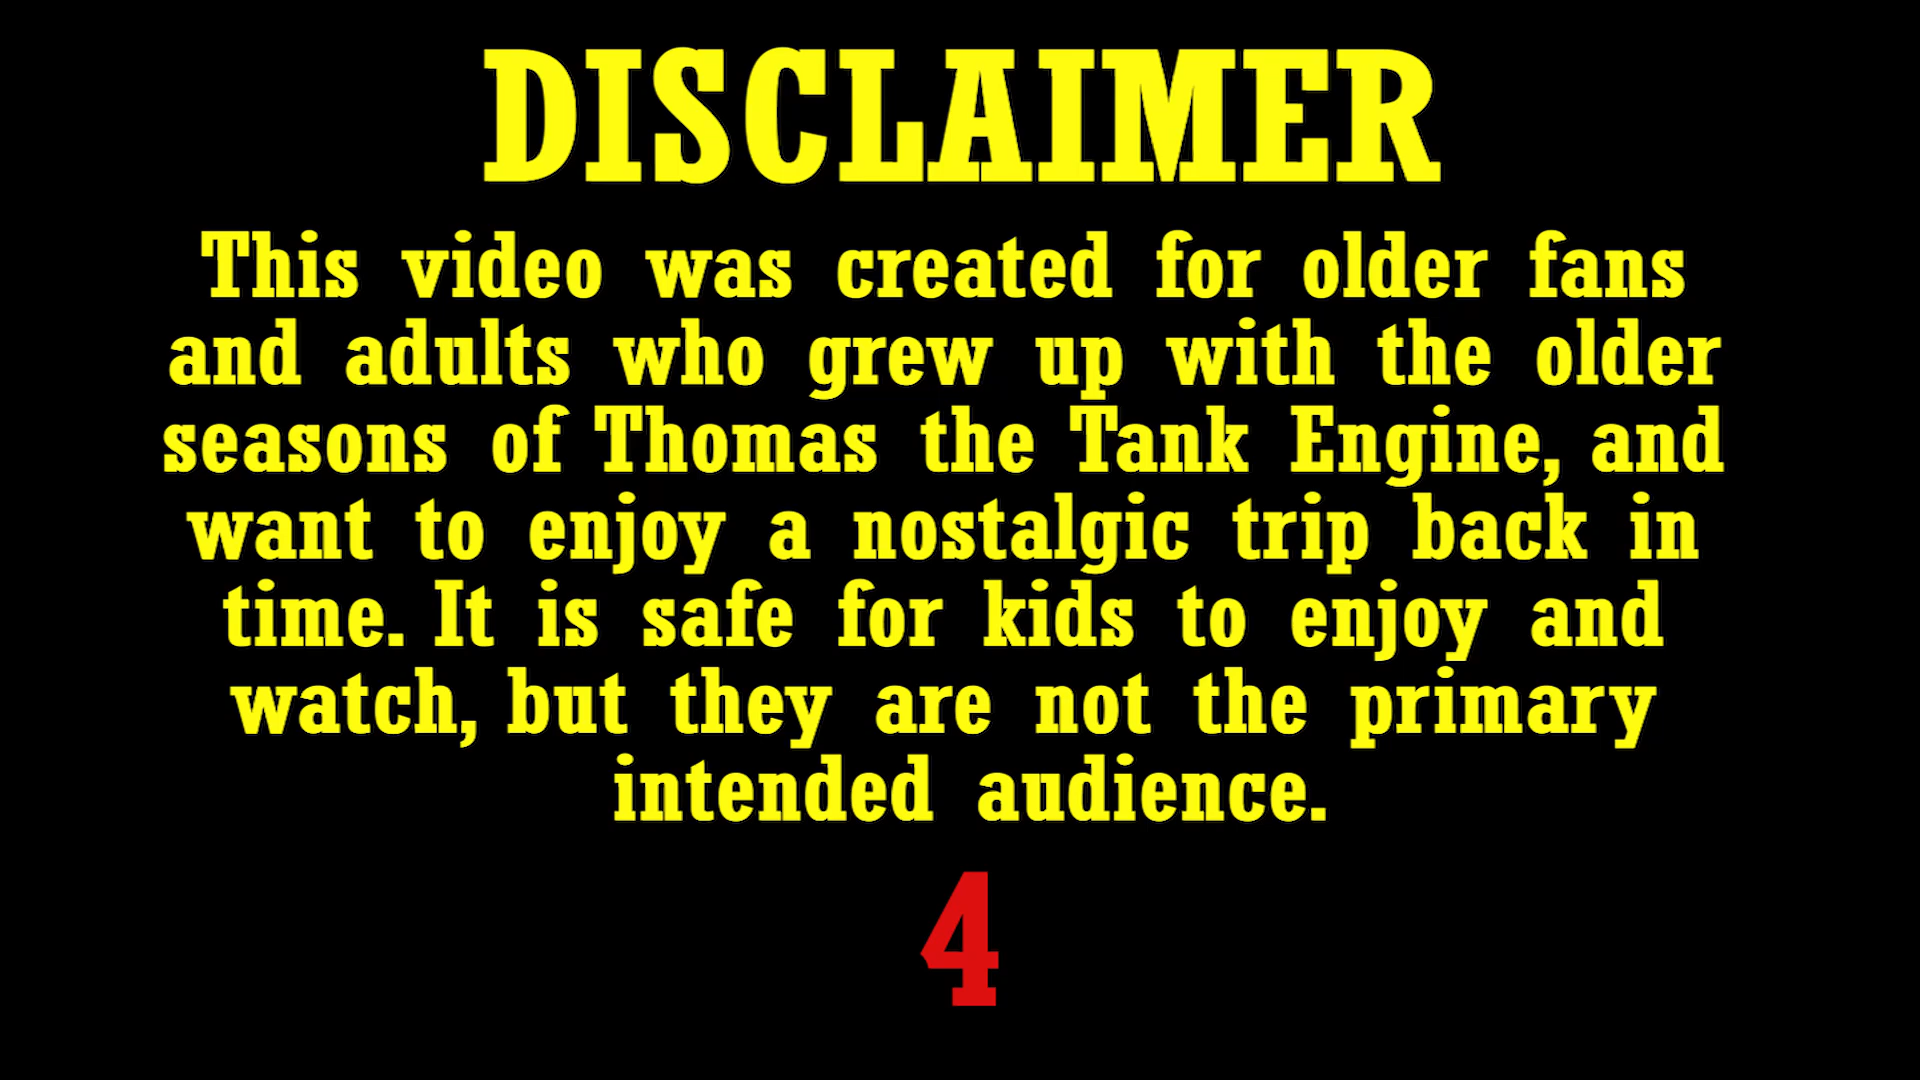 DISCLAIMER
This video was created for older fans
and adults who grew up with the older
seasons of Thomas the Tank Engine, and
want to enjoy a nostalgic trip back in
time. It is safe for kids to enjoy and
watch, but they are not the primary
intended audience.
4